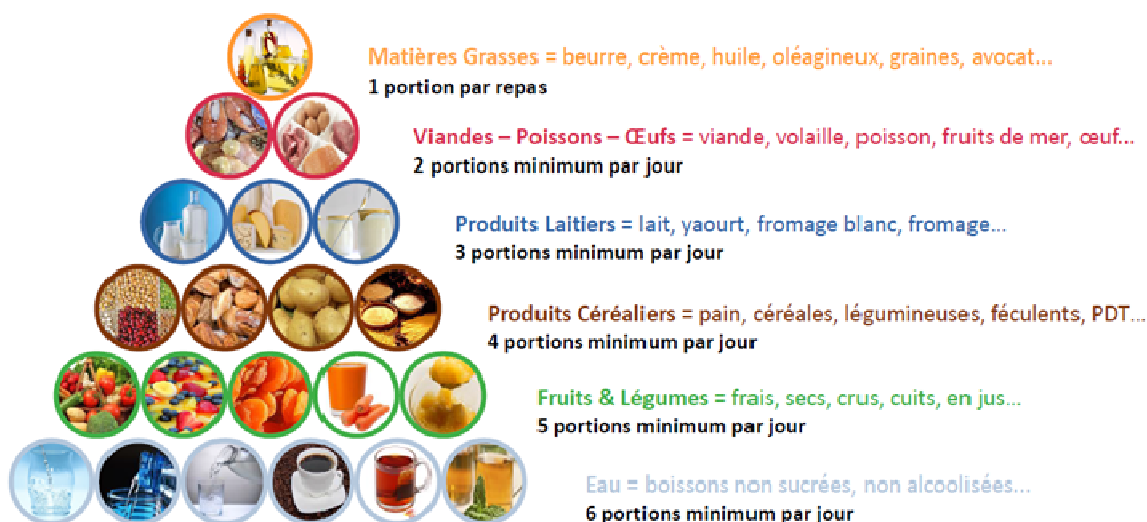 Matières Grasses = beurre, crème, huile, oléagineux, graines, avocat...
1 portion par repas
Viandes – Poissons – Œufs = viande, volaille, poisson, fruits de mer, œuf...
2 portions minimum par jour
Produits Laitiers = lait, yaourt, fromage blanc, fromage...
3 portions minimum par jour
Produits Céréaliers = pain, céréales, légumineuses, féculents, PDT...
4 portions minimum par jour
Fruits & Légumes = frais, secs, crus, cuits, en jus...
5 portions minimum par jour
Eau = boissons non sucrées, non alcoolisées...
6 portions minimum par jour